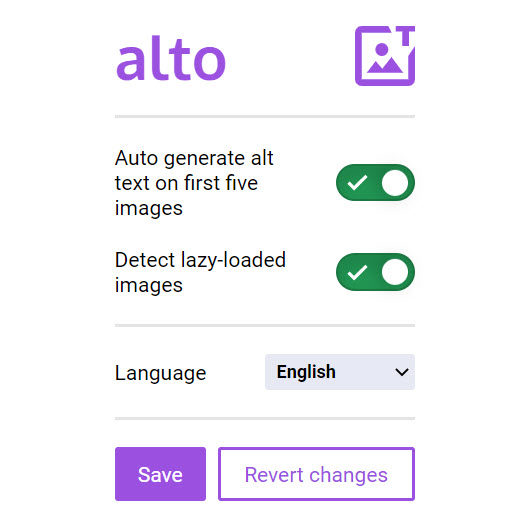 alto
Auto generate alt
text on first five
images
Detect lazy-loaded
images
Language
English
Save
Revert changes